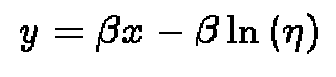 y = βx − β ln (η)